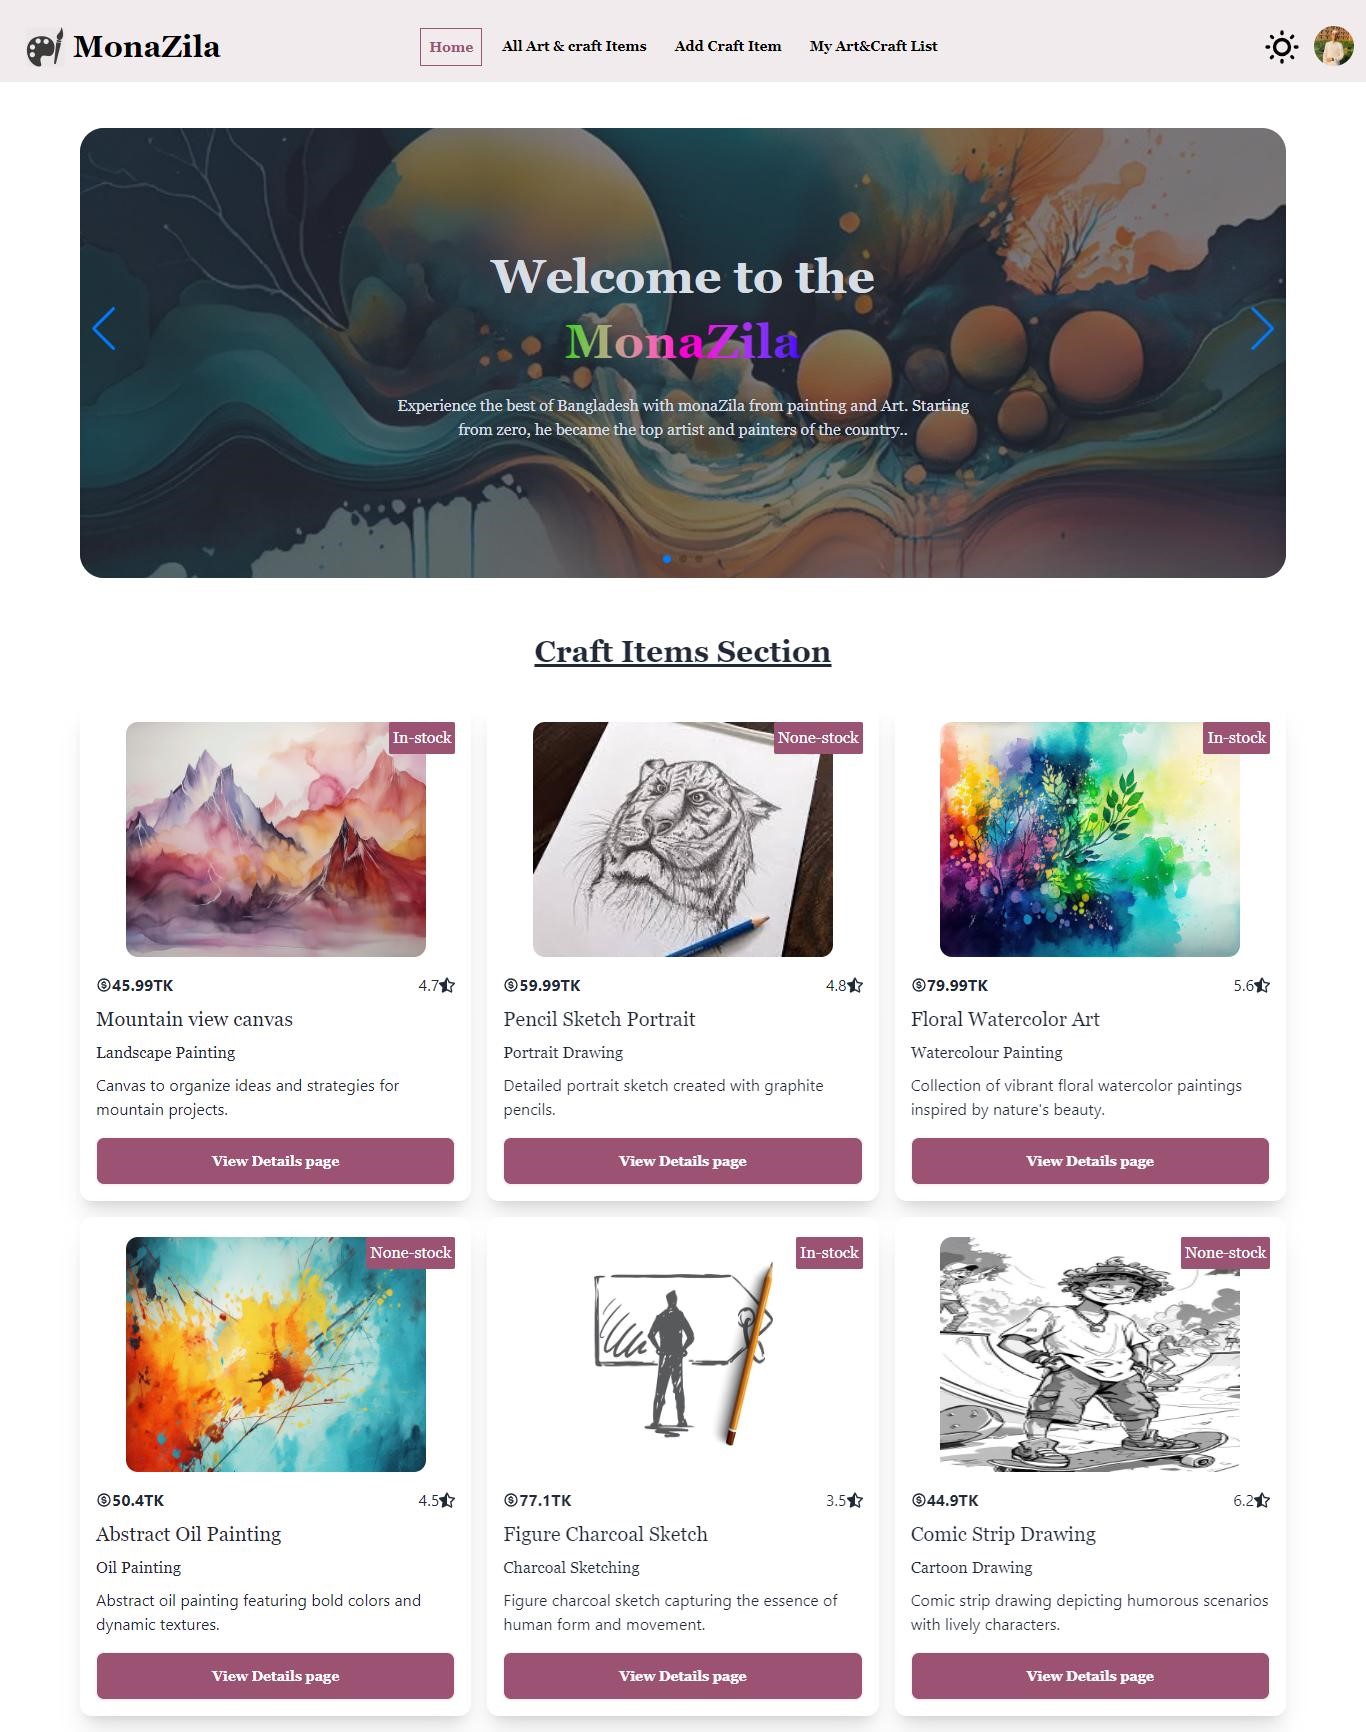 MonaZila
Home
All Art & craft Items
Add Craft Item
My Art&Craft List
Welcome to the
MonaZila
Experience the best of Bangladesh with monaZila from painting and Art. Starting
from zero, he became the top artist and painters of the country..
Craft Items Section
In-stock
45.99TK
4.7
Mountain view canvas
Landscape Painting
Canvas to organize ideas and strategies for
mountain projects.
View Details page
None-stock
59.99TK
4.8
Pencil Sketch Portrait
Portrait Drawing
Detailed portrait sketch created with graphite
pencils.
View Details page
In-stock
79.99TK
5.6
Floral Watercolor Art
Watercolour Painting
Collection of vibrant floral watercolor paintings
inspired by nature's beauty.
View Details page
None-stock
50.4TK
4.5
Abstract Oil Painting
Oil Painting
Abstract oil painting featuring bold colors and
dynamic textures.
View Details page
In-stock
77.1TK
3.5
Figure Charcoal Sketch
Charcoal Sketching
Figure charcoal sketch capturing the essence of
human form and movement.
View Details page
None-stock
44.9TK
6.2
Comic Strip Drawing
Cartoon Drawing
Comic strip drawing depicting humorous scenarios
with lively characters.
View Details page